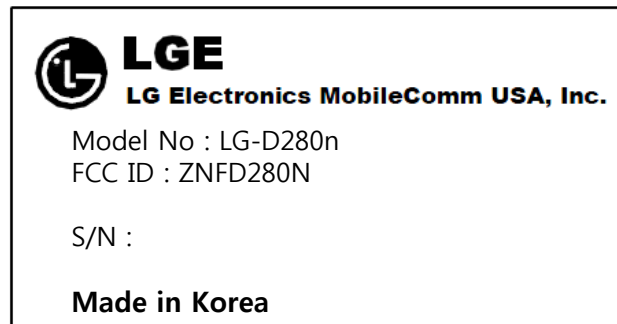 LGE
LG Electronics MobileComm USA, Inc.
Model No : LG-D280n
FCC ID : ZNFD280N
S/N :
Made in Korea